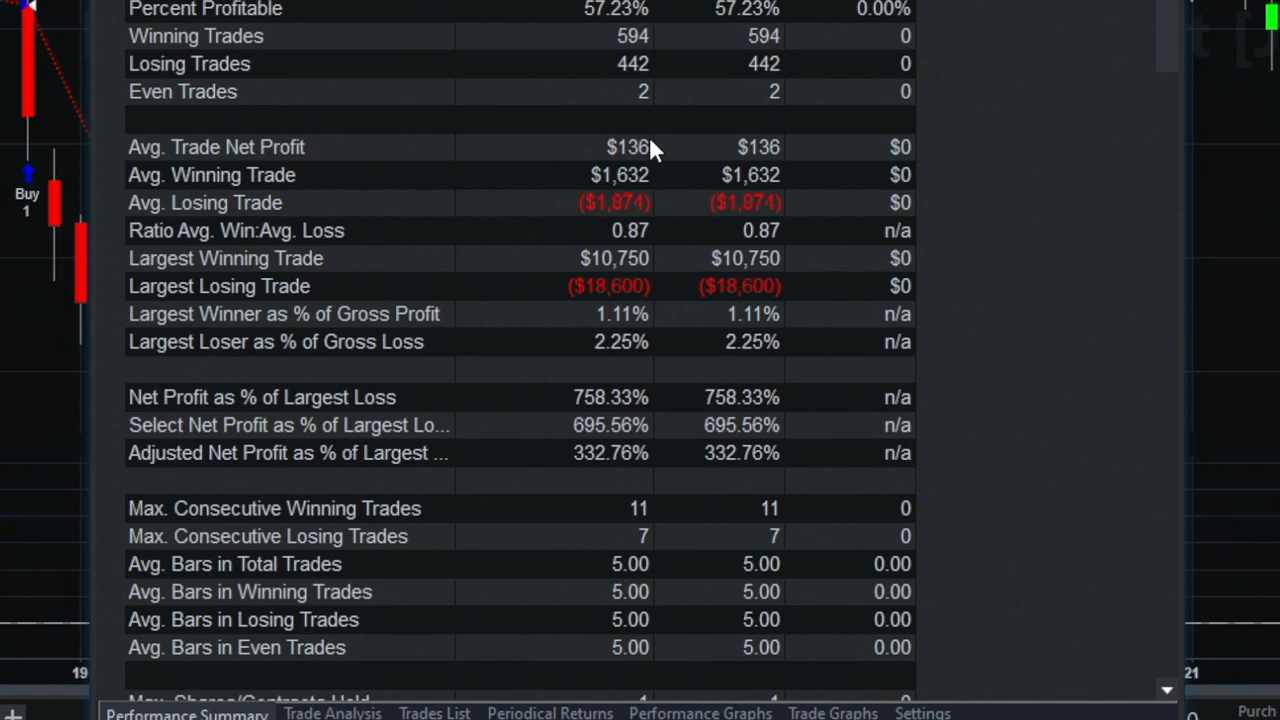 Percent Profitable 57.23% 57.23% 0.00%
Winning Trades 594 594 0
Losing Trades 442 442 0
Even Trades 2 2 0
Avg. Trade Net Profit $136 $136 $0
Avg. Winning Trade $1,632 $1,632 $0
Avg. Losing Trade ($1,874) ($1,874) $0
Ratio Avg. Win:Avg. Loss 0.87 0.87 n/a
Largest Winning Trade $10,750 $10,750 $0
Largest Losing Trade ($18,600) ($18,600) $0
Largest Winner as % of Gross Profit 1.11% 1.11% n/a
Largest Loser as % of Gross Loss 2.25% 2.25% n/a
Net Profit as % of Largest Loss 758.33% 758.33% n/a
Select Net Profit as % of Largest Lo... 695.56% 695.56% n/a
Adjusted Net Profit as % of Largest ... 332.76% 332.76% n/a
Max. Consecutive Winning Trades 11 11 0
Max. Consecutive Losing Trades 7 7 0
Avg. Bars in Total Trades 5.00 5.00 0.00
Avg. Bars in Winning Trades 5.00 5.00 0.00
Avg. Bars in Losing Trades 5.00 5.00 0.00
Avg. Bars in Even Trades 5.00 5.00 0.00
Max. Shares/Contracts Held 1 1 0
Performance Summary Trade Analysis Trades List Periodical Returns Performance Graphs Trade Graphs Settings
Buy
1
19
21
Purch